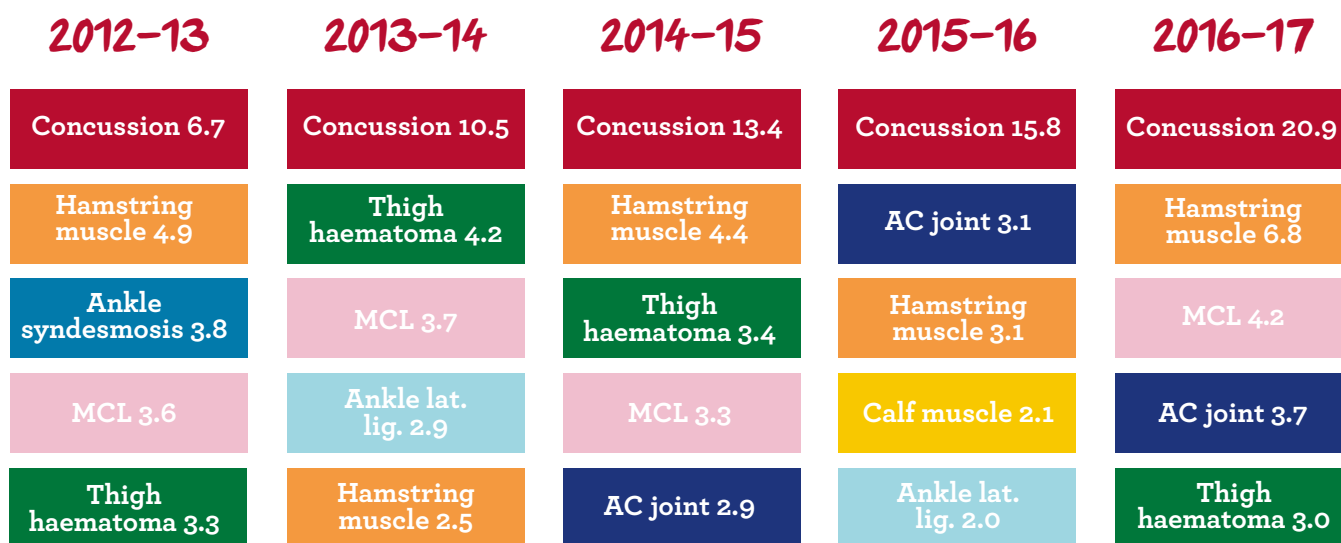 2012–13
2013–14
2014–15
2015–16
2016–17
Concussion 6.7
Concussion 10.5
Concussion 13.4
Concussion 15.8
Concussion 20.9
Hamstring
muscle 4.9
Thigh
haematoma 4.2
Hamstring
muscle 4.4
AC joint 3.1
Hamstring
muscle 6.8
Ankle
syndesmosis 3.8
MCL 3.7
Thigh
haematoma 3.4
Hamstring
muscle 3.1
MCL 4.2
MCL 3.6
Ankle lat.
lig. 2.9
MCL 3.3
Calf muscle 2.1
AC joint 3.7
Thigh
haematoma 3.3
Hamstring
muscle 2.5
AC joint 2.9
Ankle lat.
lig. 2.0
Thigh
haematoma 3.0